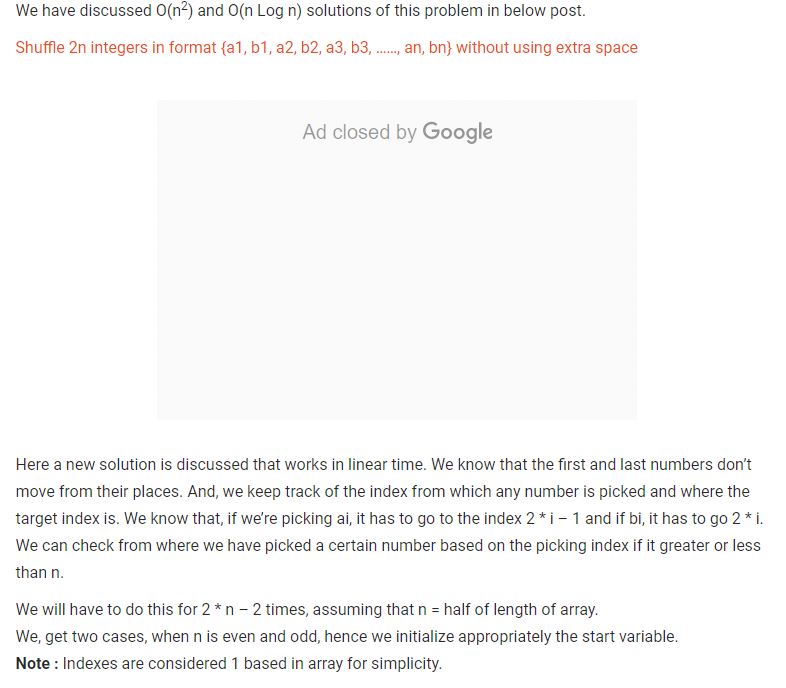 We have discussed O(n²) and O(n Log n) solutions of this problem in below post.
Shuffle 2n integers in format {a1, b1, a2, b2, a3, b3, ……, an, bn} without using extra space
Ad closed by Google
Here a new solution is discussed that works in linear time. We know that the first and last numbers don’t
move from their places. And, we keep track of the index from which any number is picked and where the
target index is. We know that, if we’re picking ai, it has to go to the index 2 * i – 1 and if bi, it has to go 2 * i.
We can check from where we have picked a certain number based on the picking index if it greater or less
than n.
We will have to do this for 2 * n – 2 times, assuming that n = half of length of array.
We, get two cases, when n is even and odd, hence we initialize appropriately the start variable.
Note : Indexes are considered 1 based in array for simplicity.